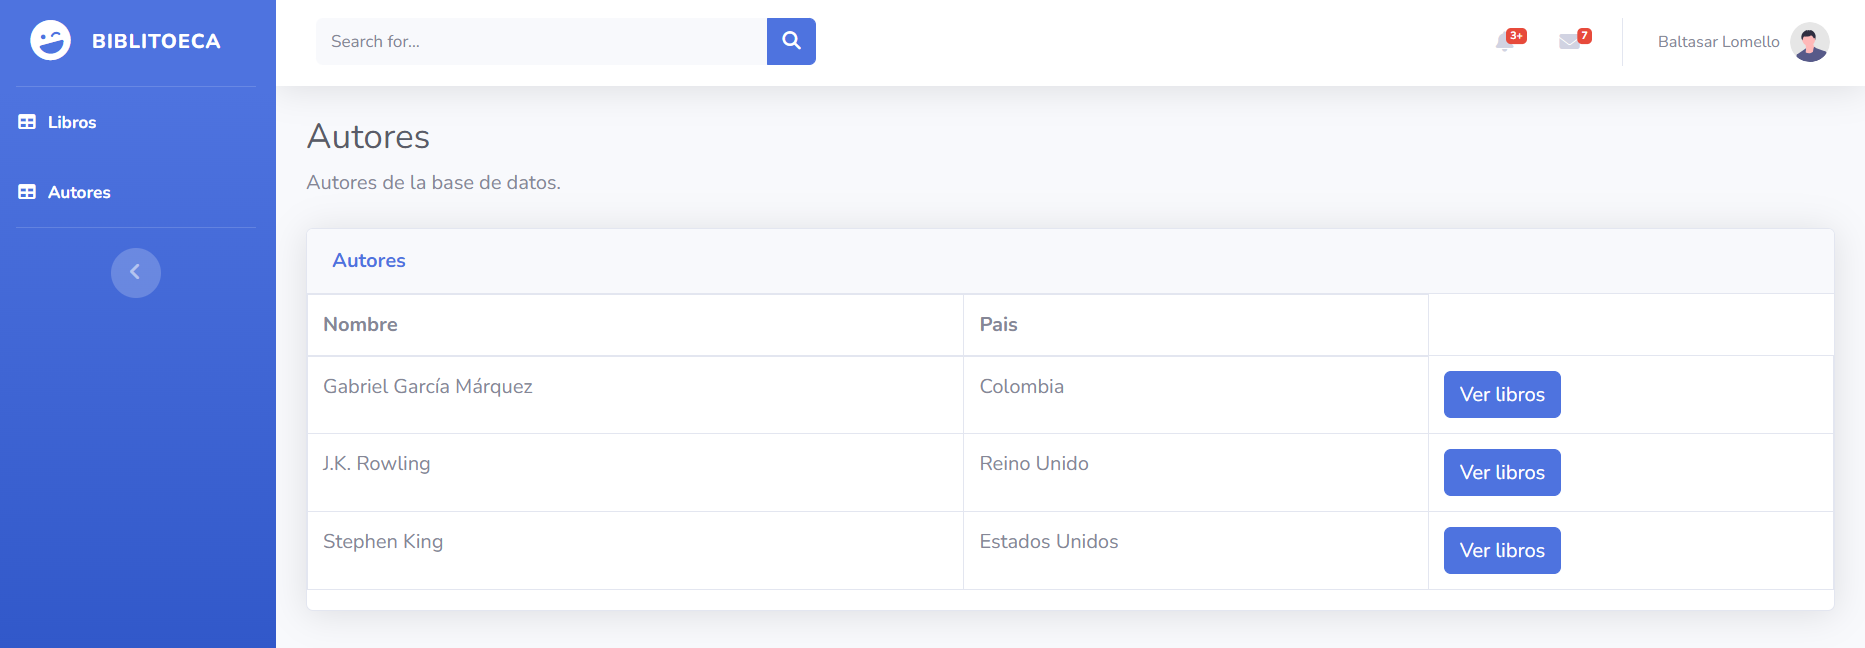 BIBLITOECA
Search for...
3+
7
Baltasar Lomello
Libros
Autores
Autores
Autores de la base de datos.
Autores
Nombre Pais
Gabriel García Márquez Colombia Ver libros
J.K. Rowling Reino Unido Ver libros
Stephen King Estados Unidos Ver libros